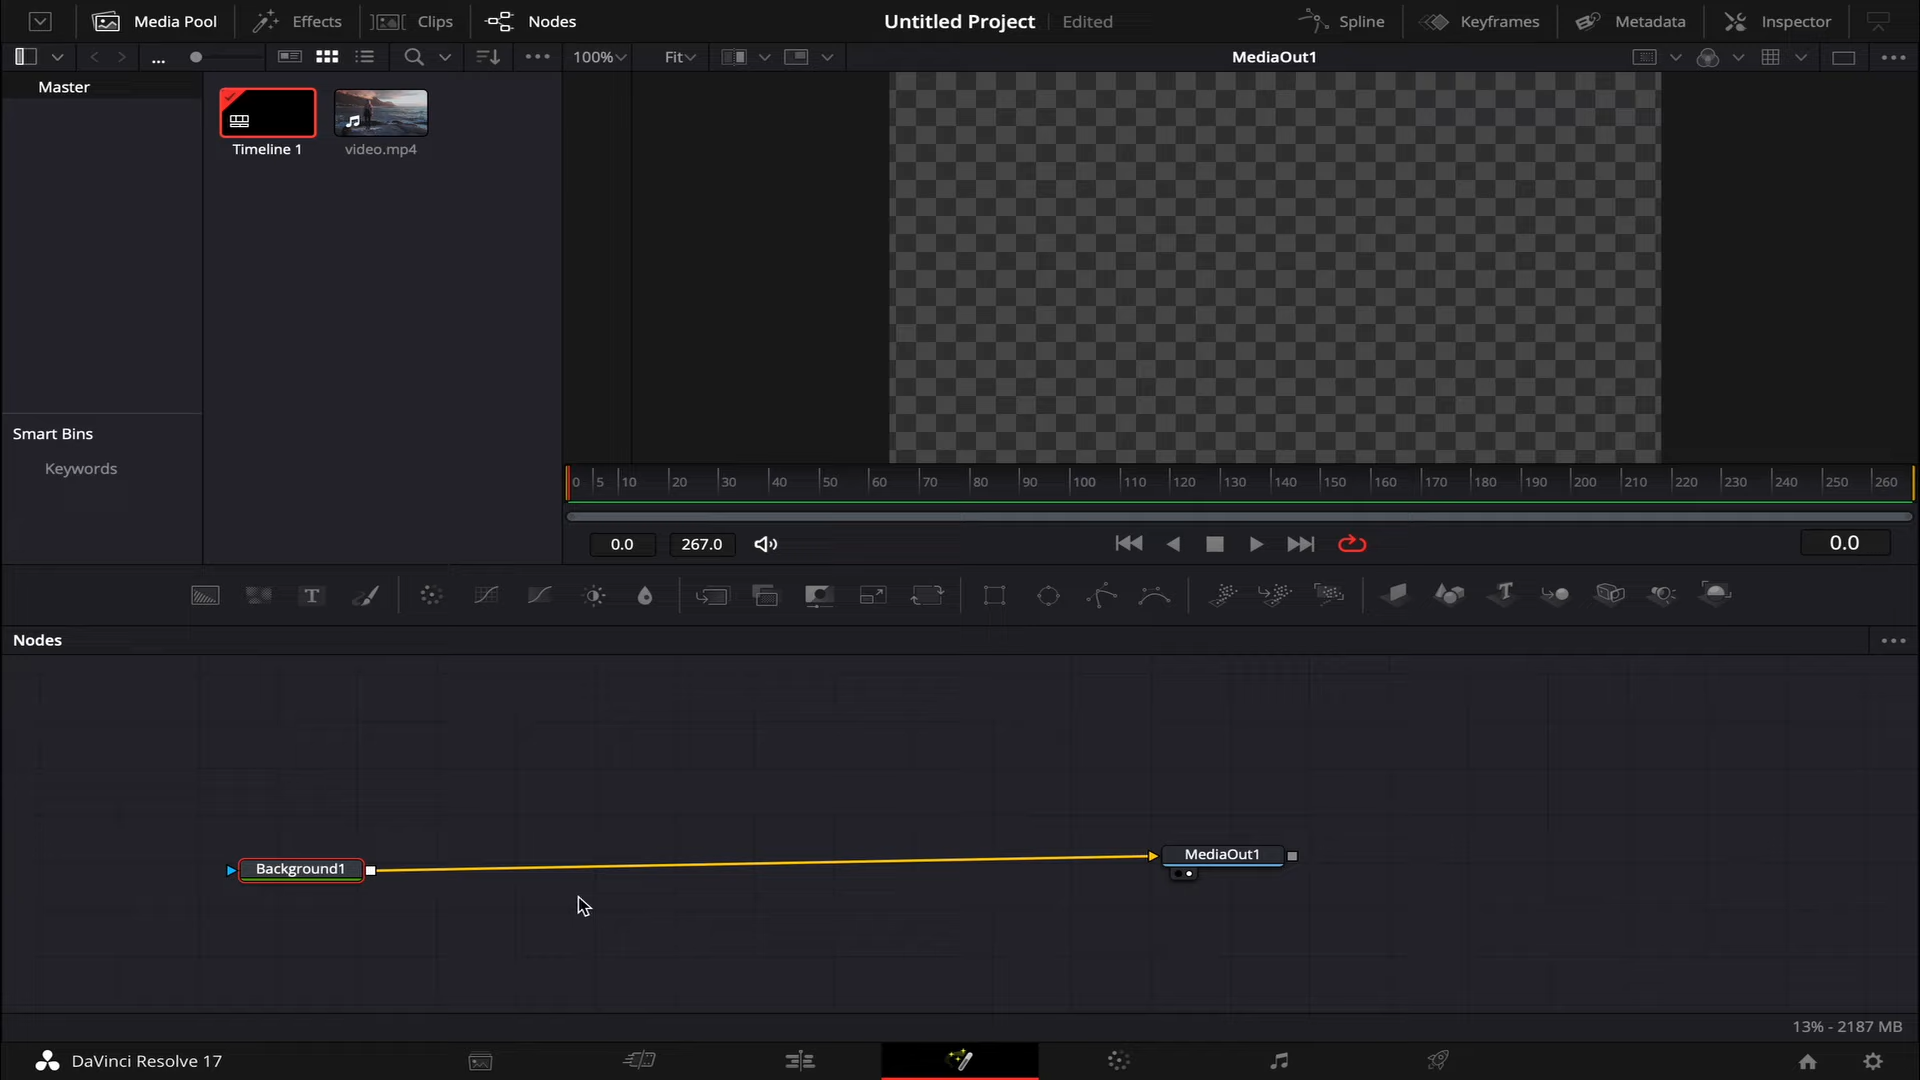 Media Pool
Effects
Clips
Nodes
Untitled Project
Edited
Spline
Keyframes
Metadata
Inspector
...
100%
Fit
MediaOut1
Master
Timeline 1
video.mp4
Smart Bins
Keywords
0 5 10 20 30 40 50 60 70 80 90 100 110 120 130 140 150 160 170 180 190 200 210 220 230 240 250 260
0.0
267.0
0.0
T
T
Nodes
Background1
MediaOut1
13% - 2187 MB
DaVinci Resolve 17